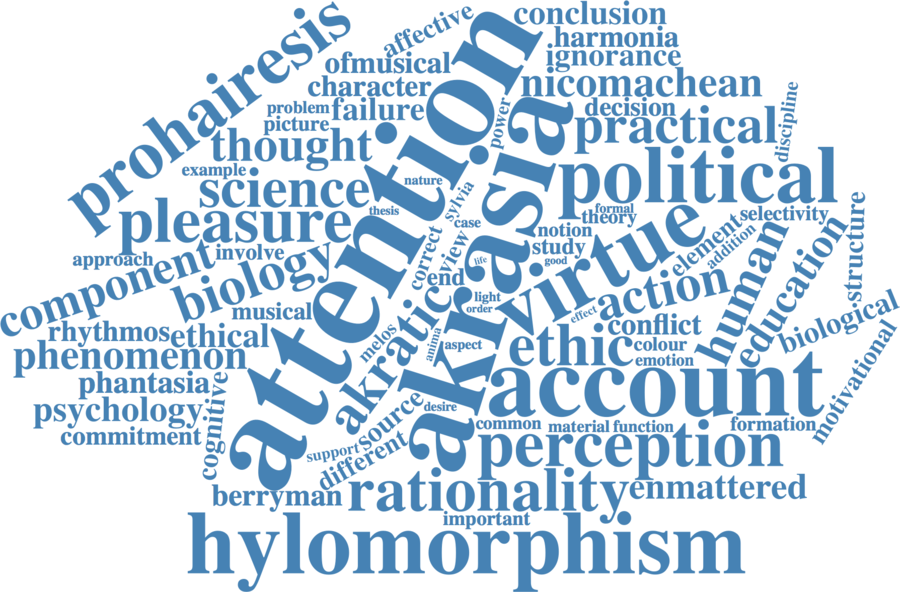 conclusion
affective
harmonia
prohairesis
ofmusical
ignorance
character
nicomachean
attention
problem
failure
power
decision
discipline
picture
akrasia
practical
thought
example
science
nature
political
pleasure
thesis
sylvia
case
formal
theory
selectivity
approach
involve
component
biology
correct
view
life
notion
study
good
virtue
element
addition
structure
human
education
end
light
order
action
effect
musical
rhythmos
ethical
conflict
biological
phenomenon
melos
anima
akratic
aspect
ethic
colour
emotion
phantasia
account
motivational
psychology
cognitive
source
desire
common
material
function
formation
commitment
support
different
perception
berryman
rationality
enmattered
important
hylomorphism